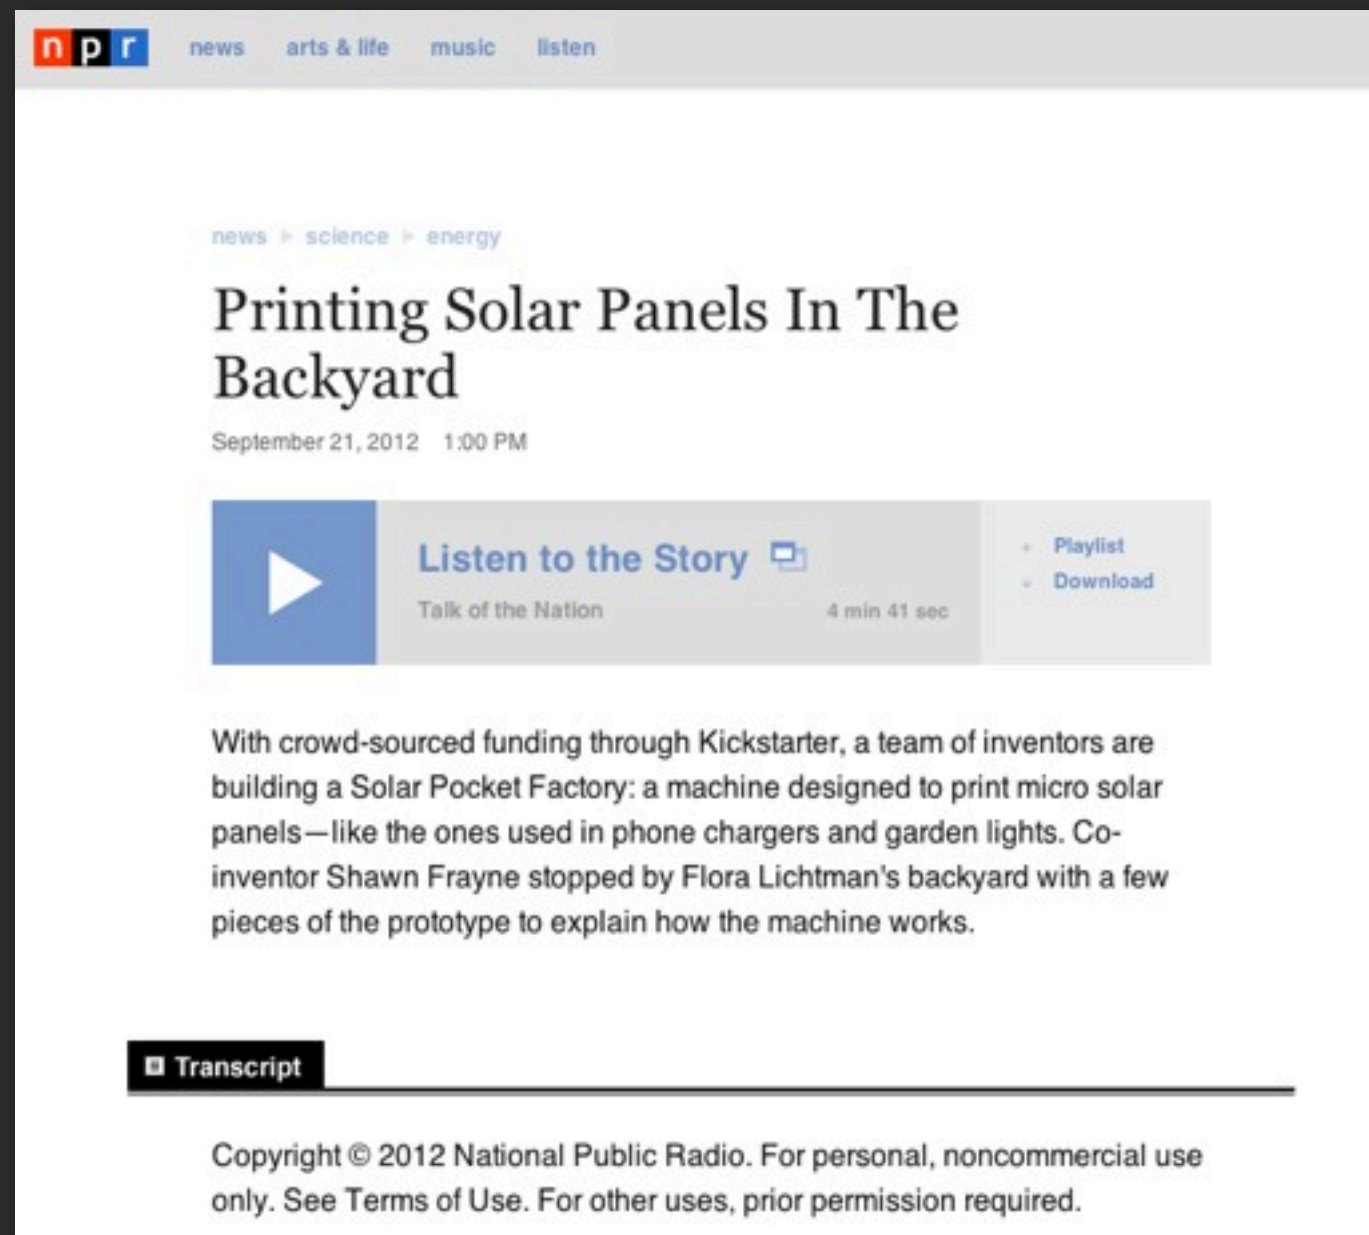 npr news arts & life music listen
news science energy
Printing Solar Panels In The
Backyard
September 21, 2012 1:00 PM
Listen to the Story
Talk of the Nation 4 min 41 sec
Playlist
Download
With crowd-sourced funding through Kickstarter, a team of inventors are
building a Solar Pocket Factory: a machine designed to print micro solar
panels—like the ones used in phone chargers and garden lights. Co-
inventor Shawn Frayne stopped by Flora Lichtman's backyard with a few
pieces of the prototype to explain how the machine works.
Transcript
Copyright © 2012 National Public Radio. For personal, noncommercial use
only. See Terms of Use. For other uses, prior permission required.